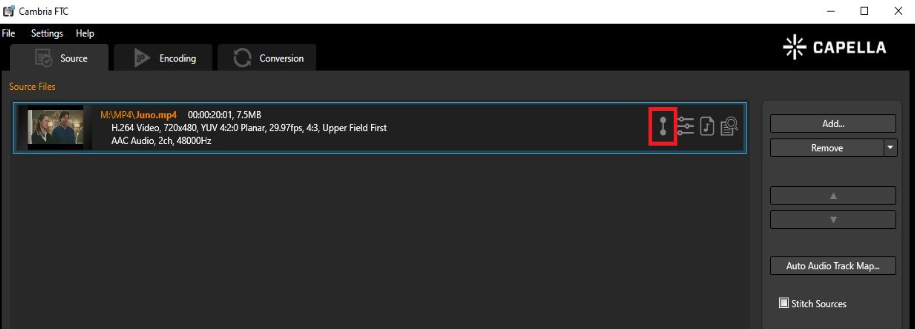 Cambria FTC
File Settings Help
Source Encoding Conversion
CAPELLA
Source Files
M:\MP4\Juno.mp4 00:00:20:01, 7.5MB
H.264 Video, 720x480, YUV 4:2:0 Planar, 29.97fps, 4:3, Upper Field First
AAC Audio, 2ch, 48000Hz
Add...
Remove
Auto Audio Track Map...
Stitch Sources